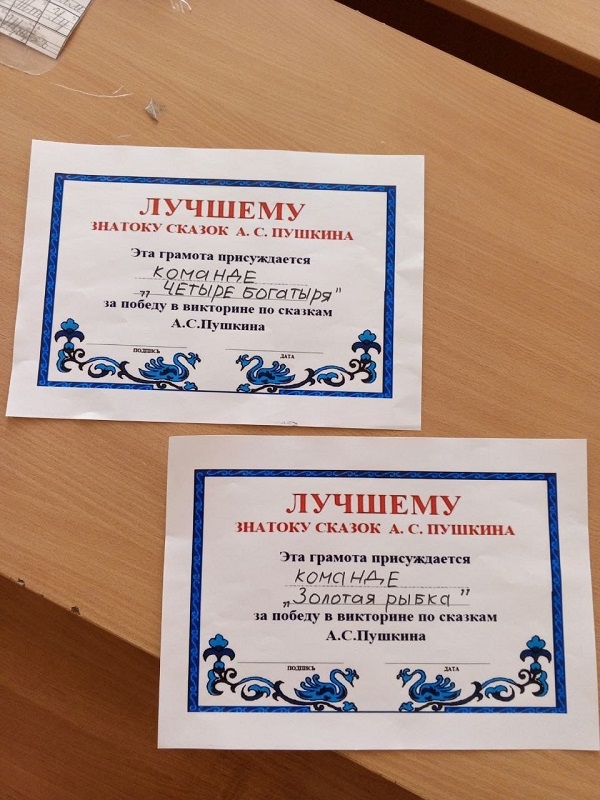 ЛУЧШЕМУ
ЗНАТОКУ СКАЗОК А. С. ПУШКИНА
Эта грамота присуждается
КОМАНДЕ
„ЧЕТЫРЕ БОГАТЫРЯ"
за победу в викторине по сказкам
А.С.Пушкина
ПОДПИСЬ ДАТА
ЛУЧШЕМУ
ЗНАТОКУ СКАЗОК А. С. ПУШКИНА
Эта грамота присуждается
КОМАНДЕ
„Золотая рыбка"
за победу в викторине по сказкам
А.С.Пушкина
ПОДПИСЬ ДАТА